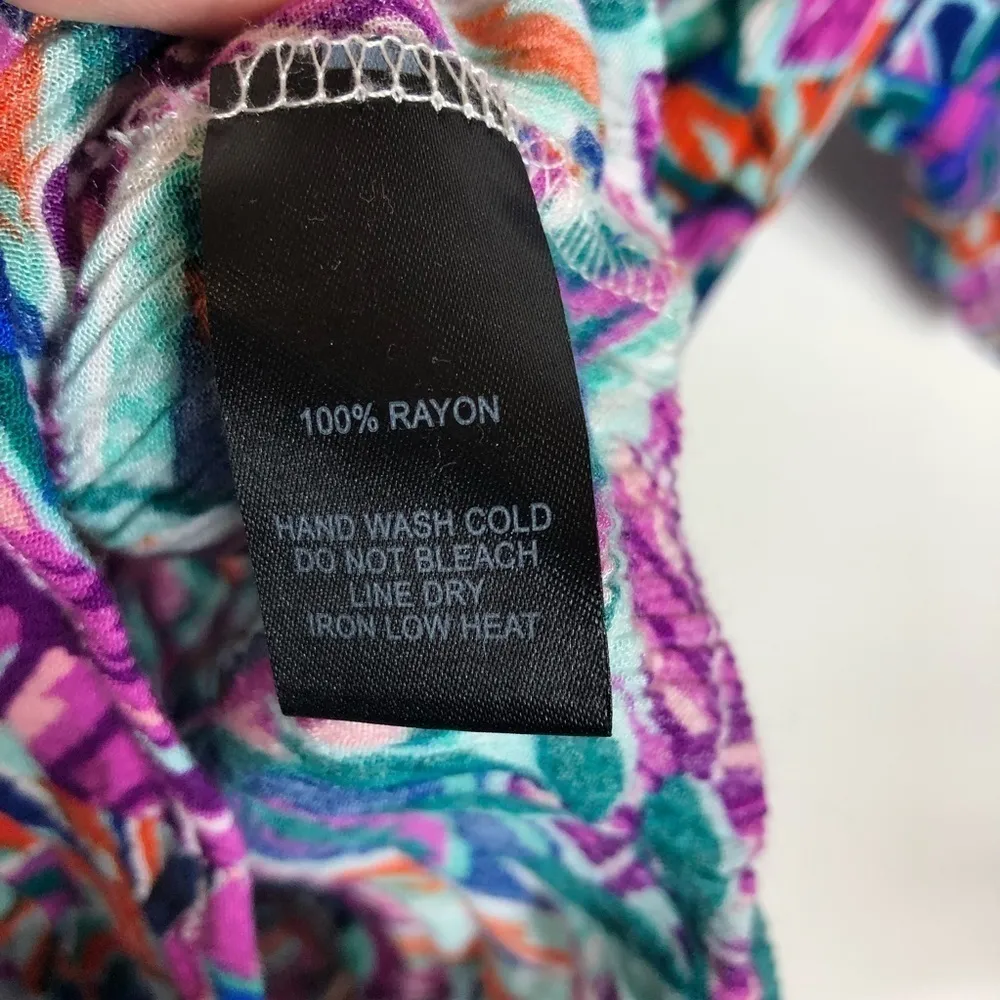 100% RAYON
HAND WASH COLD
DO NOT BLEACH
LINE DRY
IRON LOW HEAT